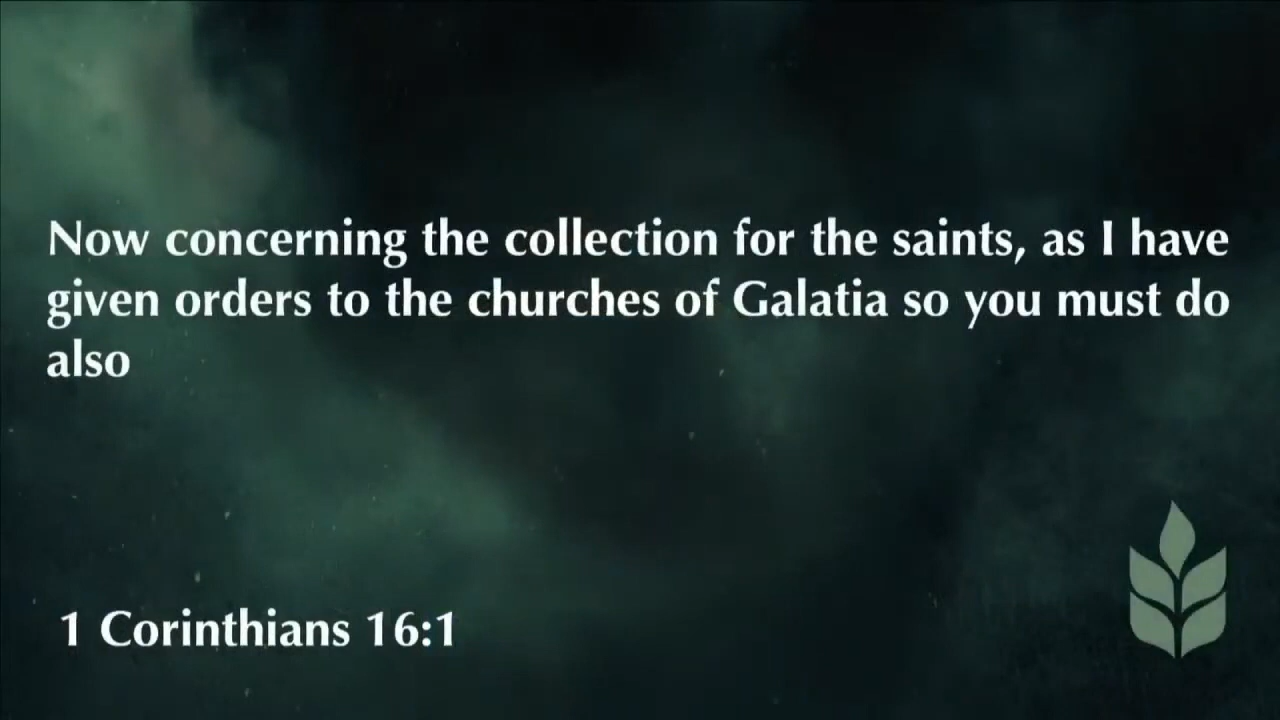 Now concerning the collection for the saints, as I have
given orders to the churches of Galatia so you must do
also
1 Corinthians 16:1